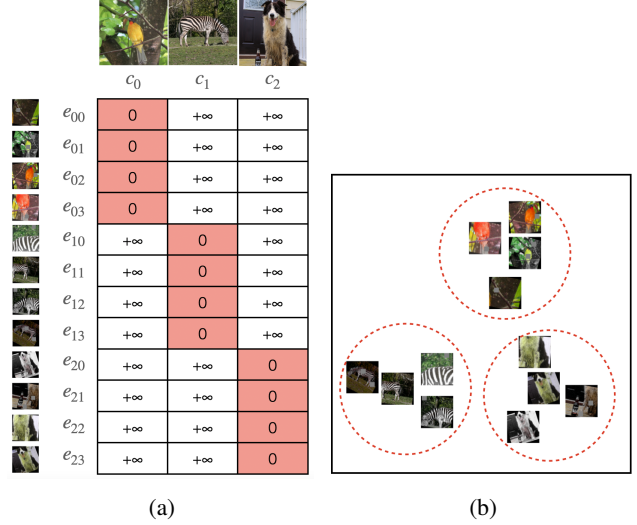 c0 c1 c2
e00 0 +∞ +∞
e01 0 +∞ +∞
e02 0 +∞ +∞
e03 0 +∞ +∞
e10 +∞ 0 +∞
e11 +∞ 0 +∞
e12 +∞ 0 +∞
e13 +∞ 0 +∞
e20 +∞ +∞ 0
e21 +∞ +∞ 0
e22 +∞ +∞ 0
e23 +∞ +∞ 0
(a) (b)